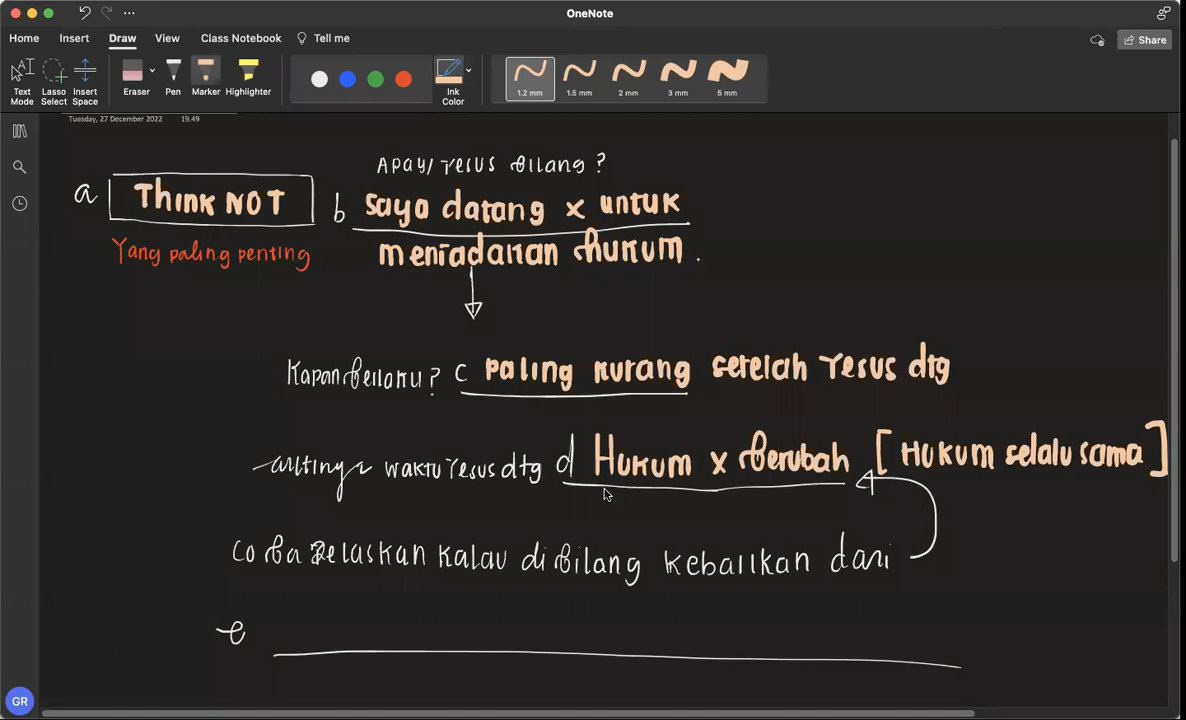 OneNote
Home Insert Draw View Class Notebook Tell me
Share
Text Mode
Lasso Select
Insert Space
Eraser
Pen
Marker
Highlighter
Ink Color
1.2 mm
1.5 mm
2 mm
3 mm
5 mm
Tuesday, 27 December 2022 19.49
Yesus Bilang ?
a Think NOT b saya datang x untuk
Yang paling penting meniadakan Hukum .
Kapan Berlaku ? c paling kurang setelah Yesus dtg
Artinya waktu Yesus dtg d Hukum x Berubah [ Hukum selalu sama ]
coba Jelaskan kalau diBilang kebalikan dari
e
GR